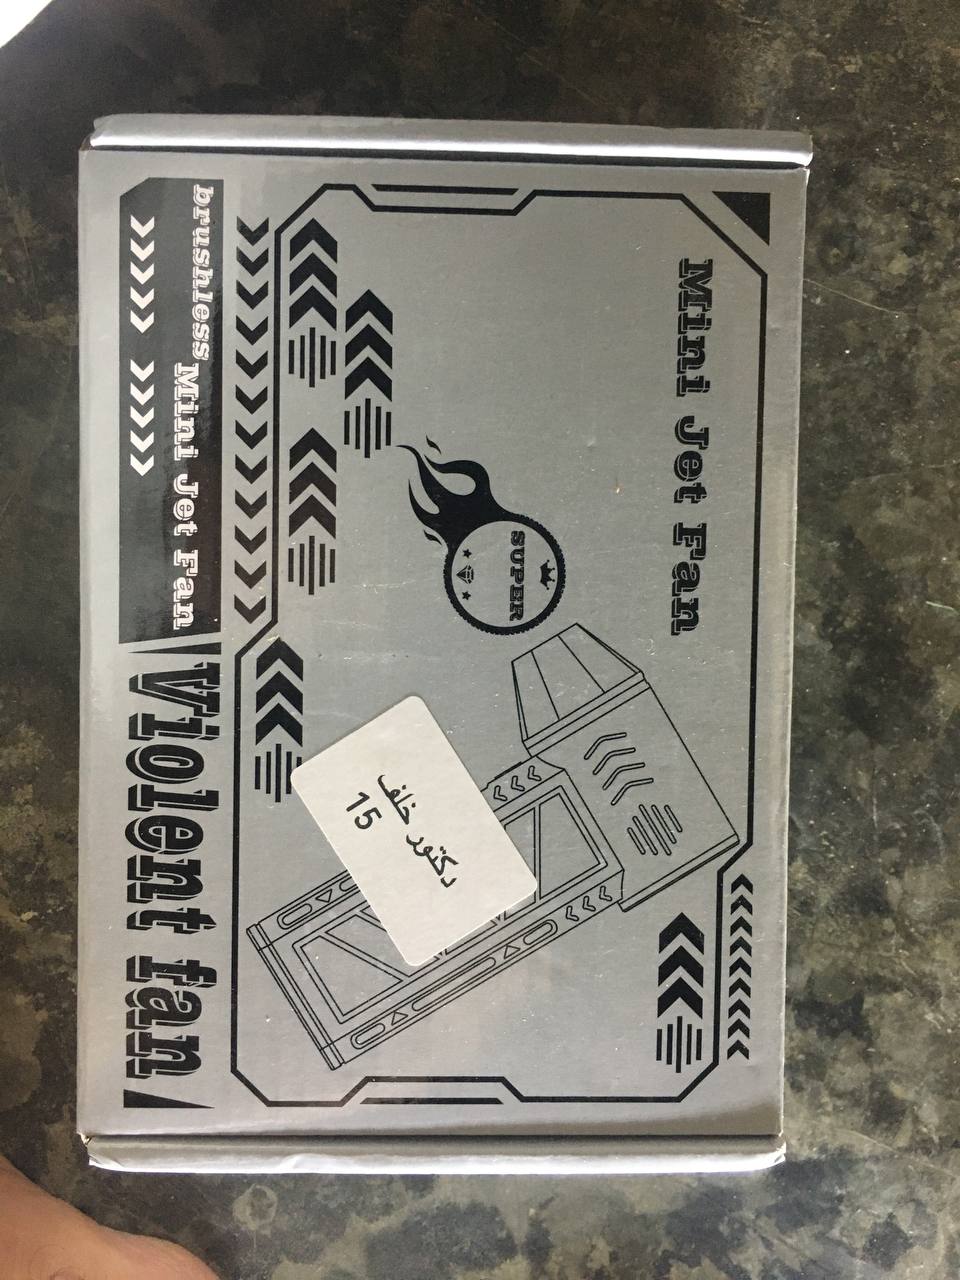 Mini Jet Fan
SUPER
دكتور خلف
15
brushless Mini Jet Fan
Violent fan